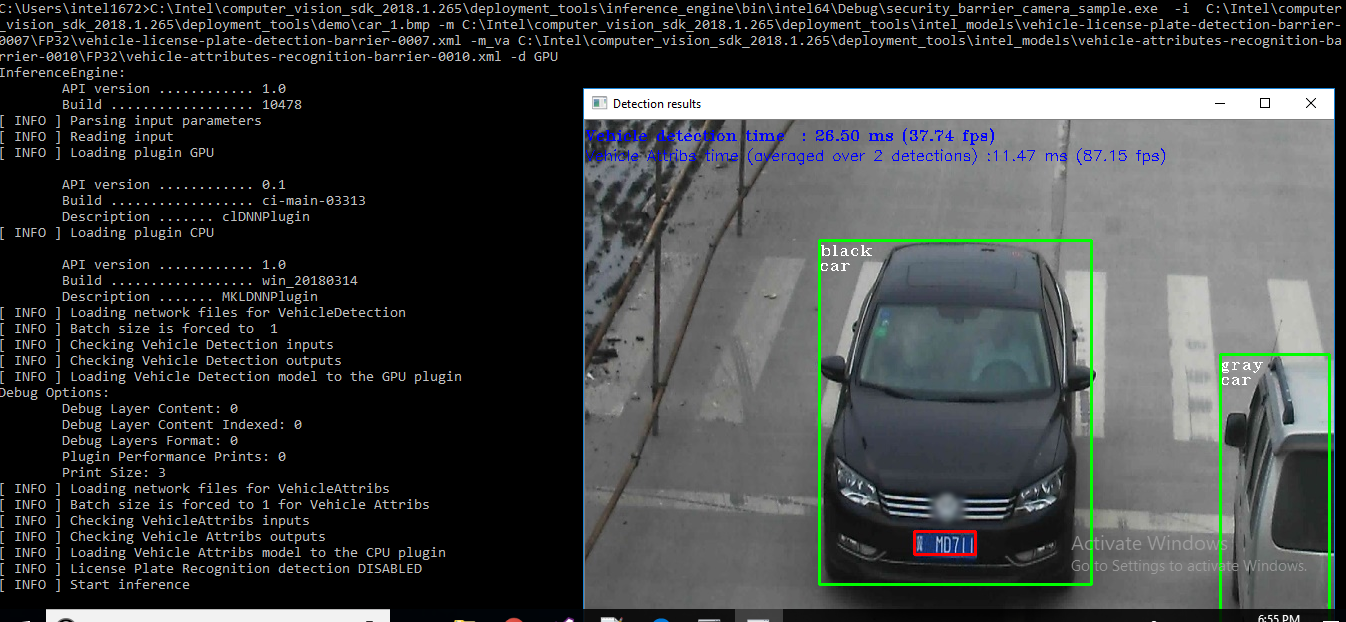 C:\Users\intel1672>C:\Intel\computer_vision_sdk_2018.1.265\deployment_tools\inference_engine\bin\intel64\Debug\security_barrier_camera_sample.exe  -i  C:\Intel\computer
_vision_sdk_2018.1.265\deployment_tools\demo\car_1.bmp -m C:\Intel\computer_vision_sdk_2018.1.265\deployment_tools\intel_models\vehicle-license-plate-detection-barrier-
0007\FP32\vehicle-license-plate-detection-barrier-0007.xml -m_va C:\Intel\computer_vision_sdk_2018.1.265\deployment_tools\intel_models\vehicle-attributes-recognition-ba
rrier-0010\FP32\vehicle-attributes-recognition-barrier-0010.xml -d GPU
InferenceEngine:
API version ............ 1.0
Build .................. 10478
[ INFO ] Parsing input parameters
[ INFO ] Reading input
[ INFO ] Loading plugin GPU
API version ............ 0.1
Build .................. ci-main-03313
Description ....... clDNNPlugin
[ INFO ] Loading plugin CPU
API version ............ 1.0
Build .................. win_20180314
Description ....... MKLDNNPlugin
[ INFO ] Loading network files for VehicleDetection
[ INFO ] Batch size is forced to  1
[ INFO ] Checking Vehicle Detection inputs
[ INFO ] Checking Vehicle Detection outputs
[ INFO ] Loading Vehicle Detection model to the GPU plugin
Debug Options:
Debug Layer Content: 0
Debug Layer Content Indexed: 0
Debug Layers Format: 0
Plugin Performance Prints: 0
Print Size: 3
[ INFO ] Loading network files for VehicleAttribs
[ INFO ] Batch size is forced to 1 for Vehicle Attribs
[ INFO ] Checking VehicleAttribs inputs
[ INFO ] Checking Vehicle Attribs outputs
[ INFO ] Loading Vehicle Attribs model to the CPU plugin
[ INFO ] License Plate Recognition detection DISABLED
[ INFO ] Start inference
Detection results
Vehicle detection time  : 26.50 ms (37.74 fps)
Vehicle Attribs time (averaged over 2 detections) :11.47 ms (87.15 fps)
black
car
gray
car
MD711
Activate Windows
Go to Settings to activate Windows.
6:55 PM